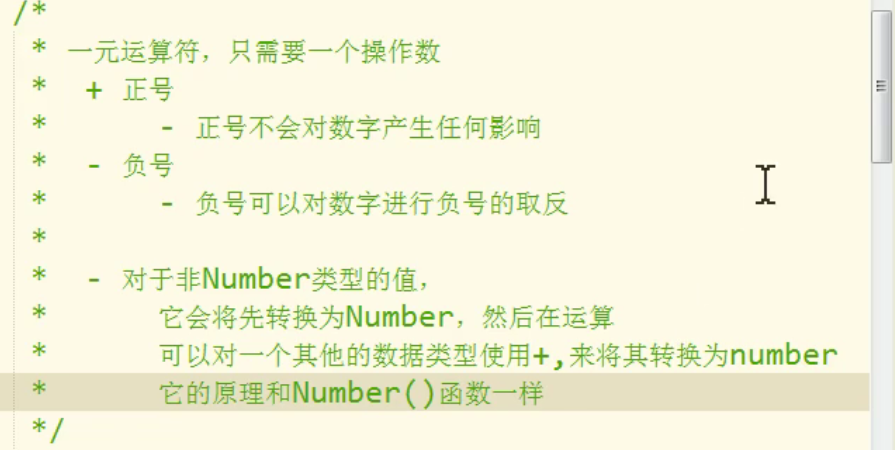 /*
* 一元运算符，只需要一个操作数
* + 正号
* - 正号不会对数字产生任何影响
* - 负号
* - 负号可以对数字进行负号的取反
*
* - 对于非Number类型的值，
* 它会将先转换为Number，然后在运算
* 可以对一个其他的数据类型使用+,来将其转换为number
* 它的原理和Number()函数一样
*/